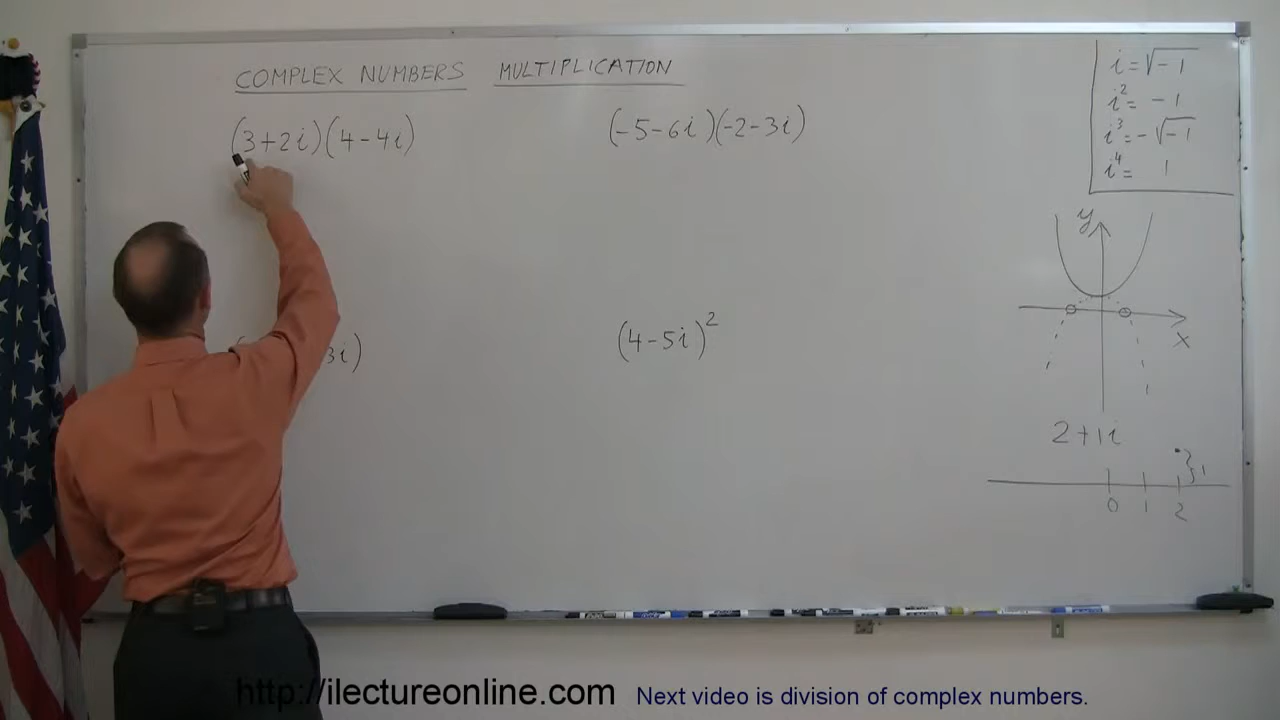 COMPLEX NUMBERS MULTIPLICATION
(3+2i)(4-4i)
(-5-6i)(-2-3i)
3i)
(4-5i)²
i=√-1
i²= -1
i³=-√-1
i⁴= 1
y
x
2+1i
1
0 1 2
http://ilectureonline.com Next video is division of complex numbers.